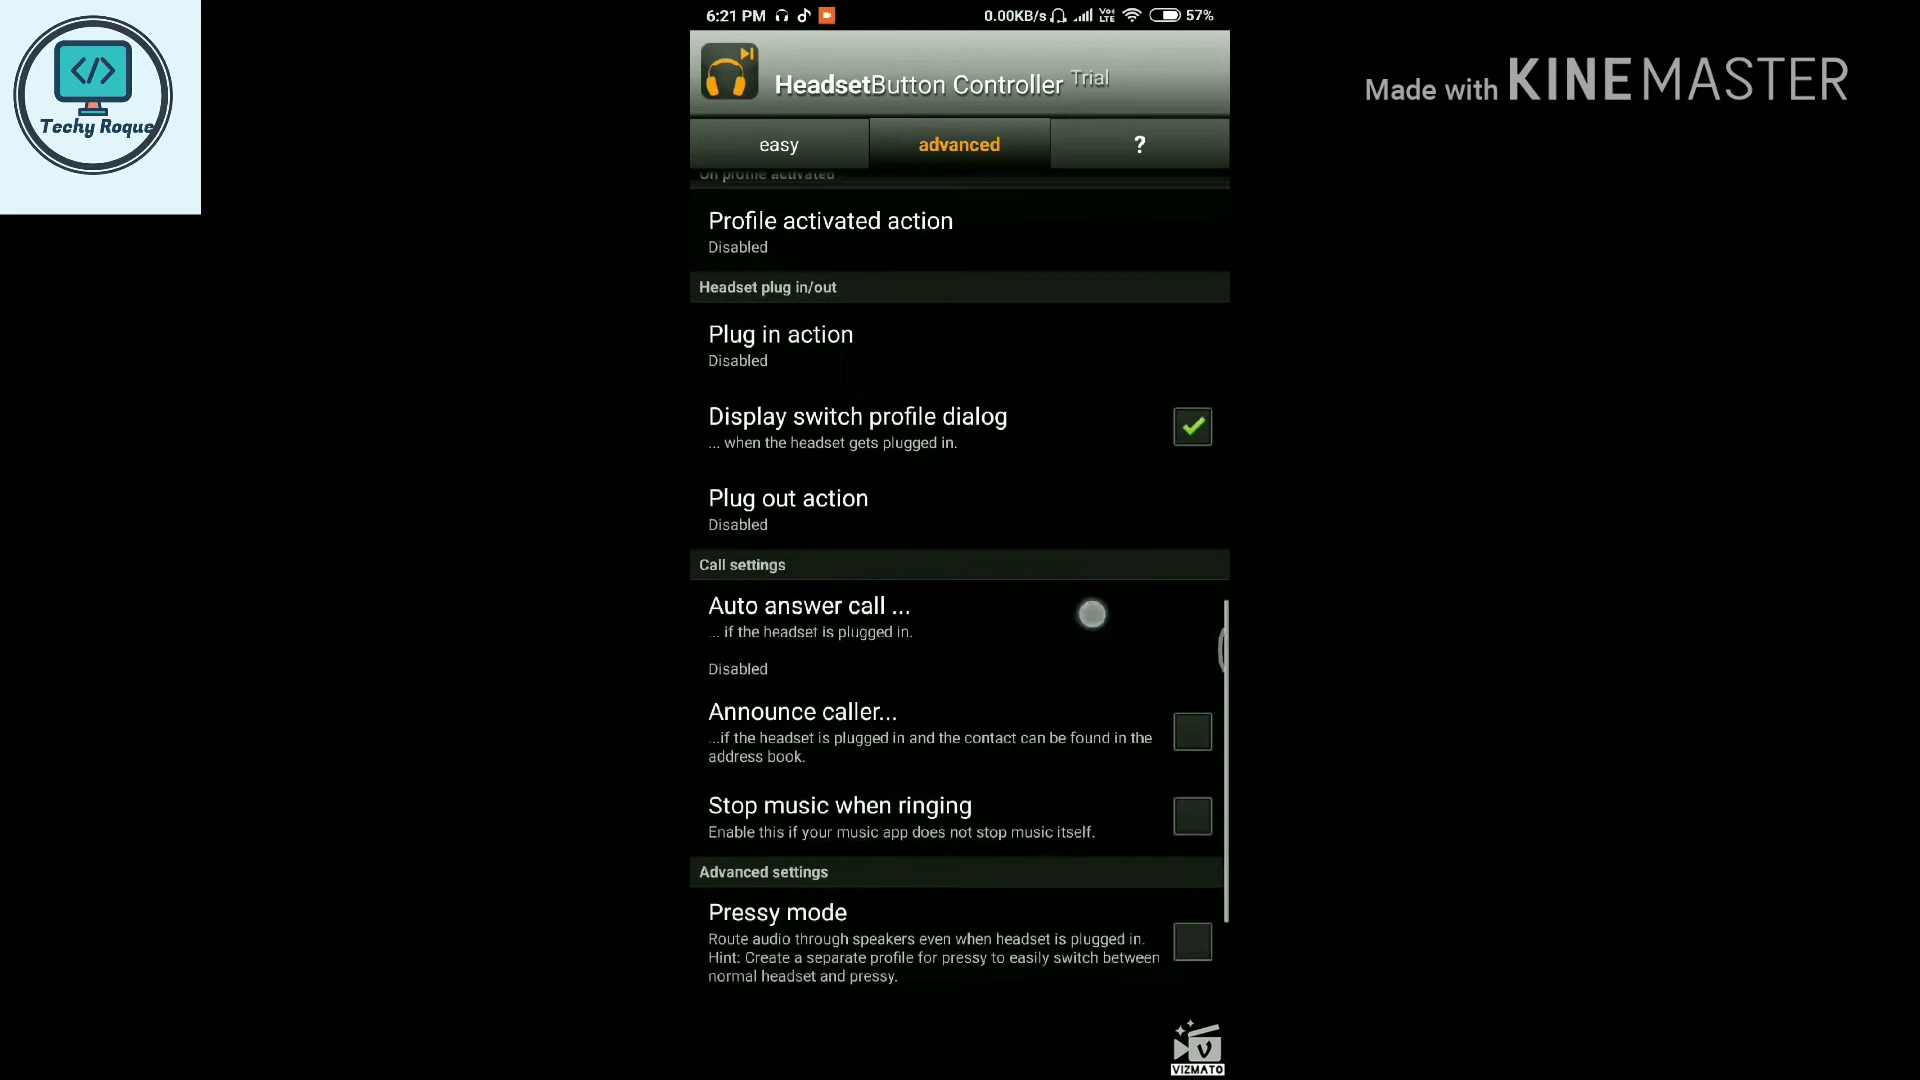 6:21 PM
0.00KB/s
Vo) LTE
57%
</>
Techy Roque
Made with KINEMASTER
HeadsetButton Controller Trial
easy
advanced
?
On profile activated
Profile activated action
Disabled
Headset plug in/out
Plug in action
Disabled
Display switch profile dialog
... when the headset gets plugged in.
Plug out action
Disabled
Call settings
Auto answer call ...
... if the headset is plugged in.
Disabled
Announce caller...
...if the headset is plugged in and the contact can be found in the
address book.
Stop music when ringing
Enable this if your music app does not stop music itself.
Advanced settings
Pressy mode
Route audio through speakers even when headset is plugged in.
Hint: Create a separate profile for pressy to easily switch between
normal headset and pressy.
V
VIZMATO